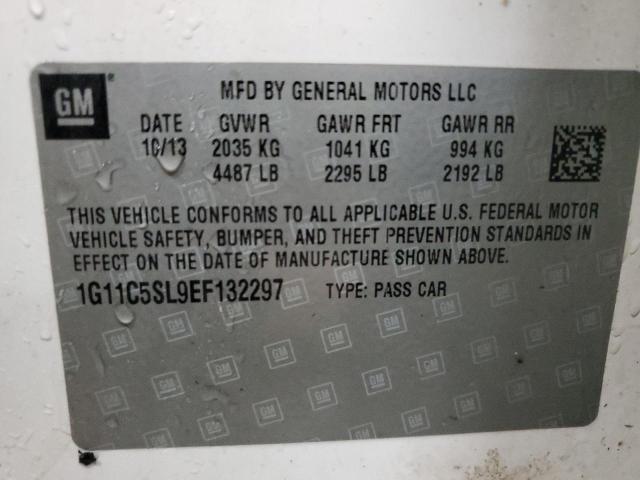 GM ®
MFD BY GENERAL MOTORS LLC
DATE GVWR GAWR FRT GAWR RR
10/13 2035 KG 1041 KG 994 KG
4487 LB 2295 LB 2192 LB
THIS VEHICLE CONFORMS TO ALL APPLICABLE U.S. FEDERAL MOTOR
VEHICLE SAFETY, BUMPER, AND THEFT PREVENTION STANDARDS IN
EFFECT ON THE DATE OF MANUFACTURE SHOWN ABOVE.
1G11C5SL9EF132297 TYPE: PASS CAR